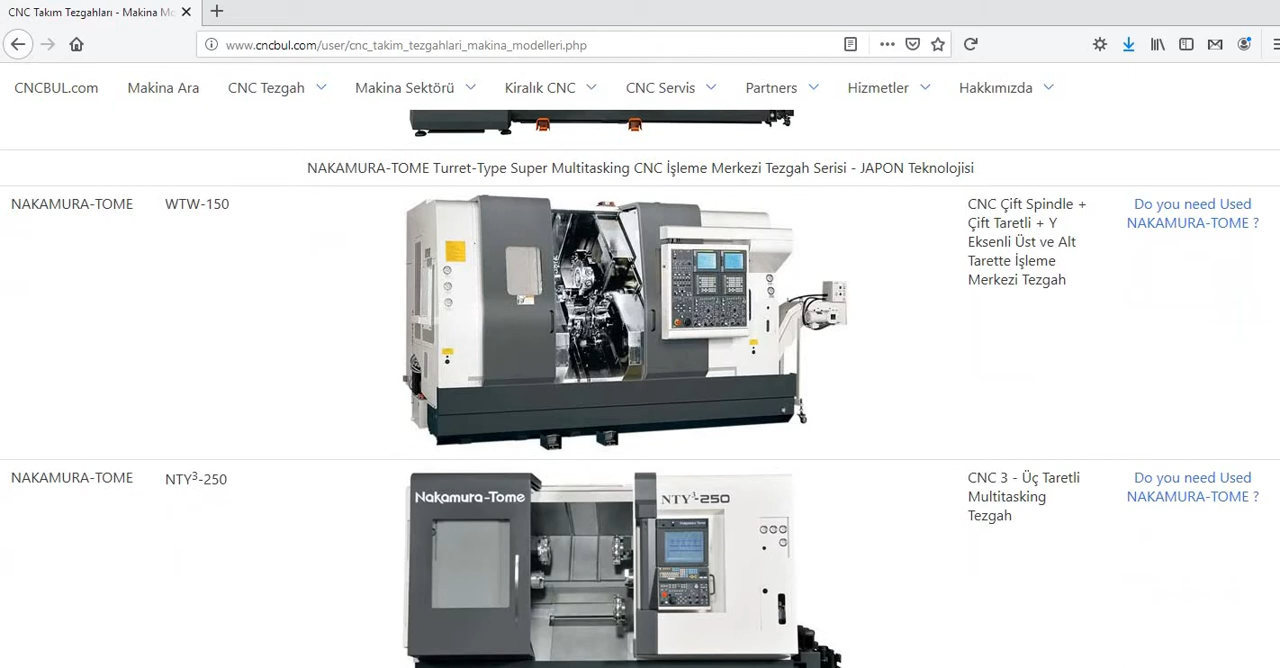 CNC Takım Tezgahları - Makina Mo
www.cncbul.com/user/cnc_takim_tezgahlari_makina_modelleri.php
CNCBUL.com Makina Ara CNC Tezgah Makina Sektörü Kiralık CNC CNC Servis Partners Hizmetler Hakkımızda
NAKAMURA-TOME Turret-Type Super Multitasking CNC İşleme Merkezi Tezgah Serisi - JAPON Teknolojisi
NAKAMURA-TOME
WTW-150
CNC Çift Spindle +
Çift Taretli + Y
Eksenli Üst ve Alt
Tarette İşleme
Merkezi Tezgah
Do you need Used
NAKAMURA-TOME ?
NAKAMURA-TOME
NTY³-250
Nakamura-Tome
NTY³-250
CNC 3 - Üç Taretli
Multitasking
Tezgah
Do you need Used
NAKAMURA-TOME ?